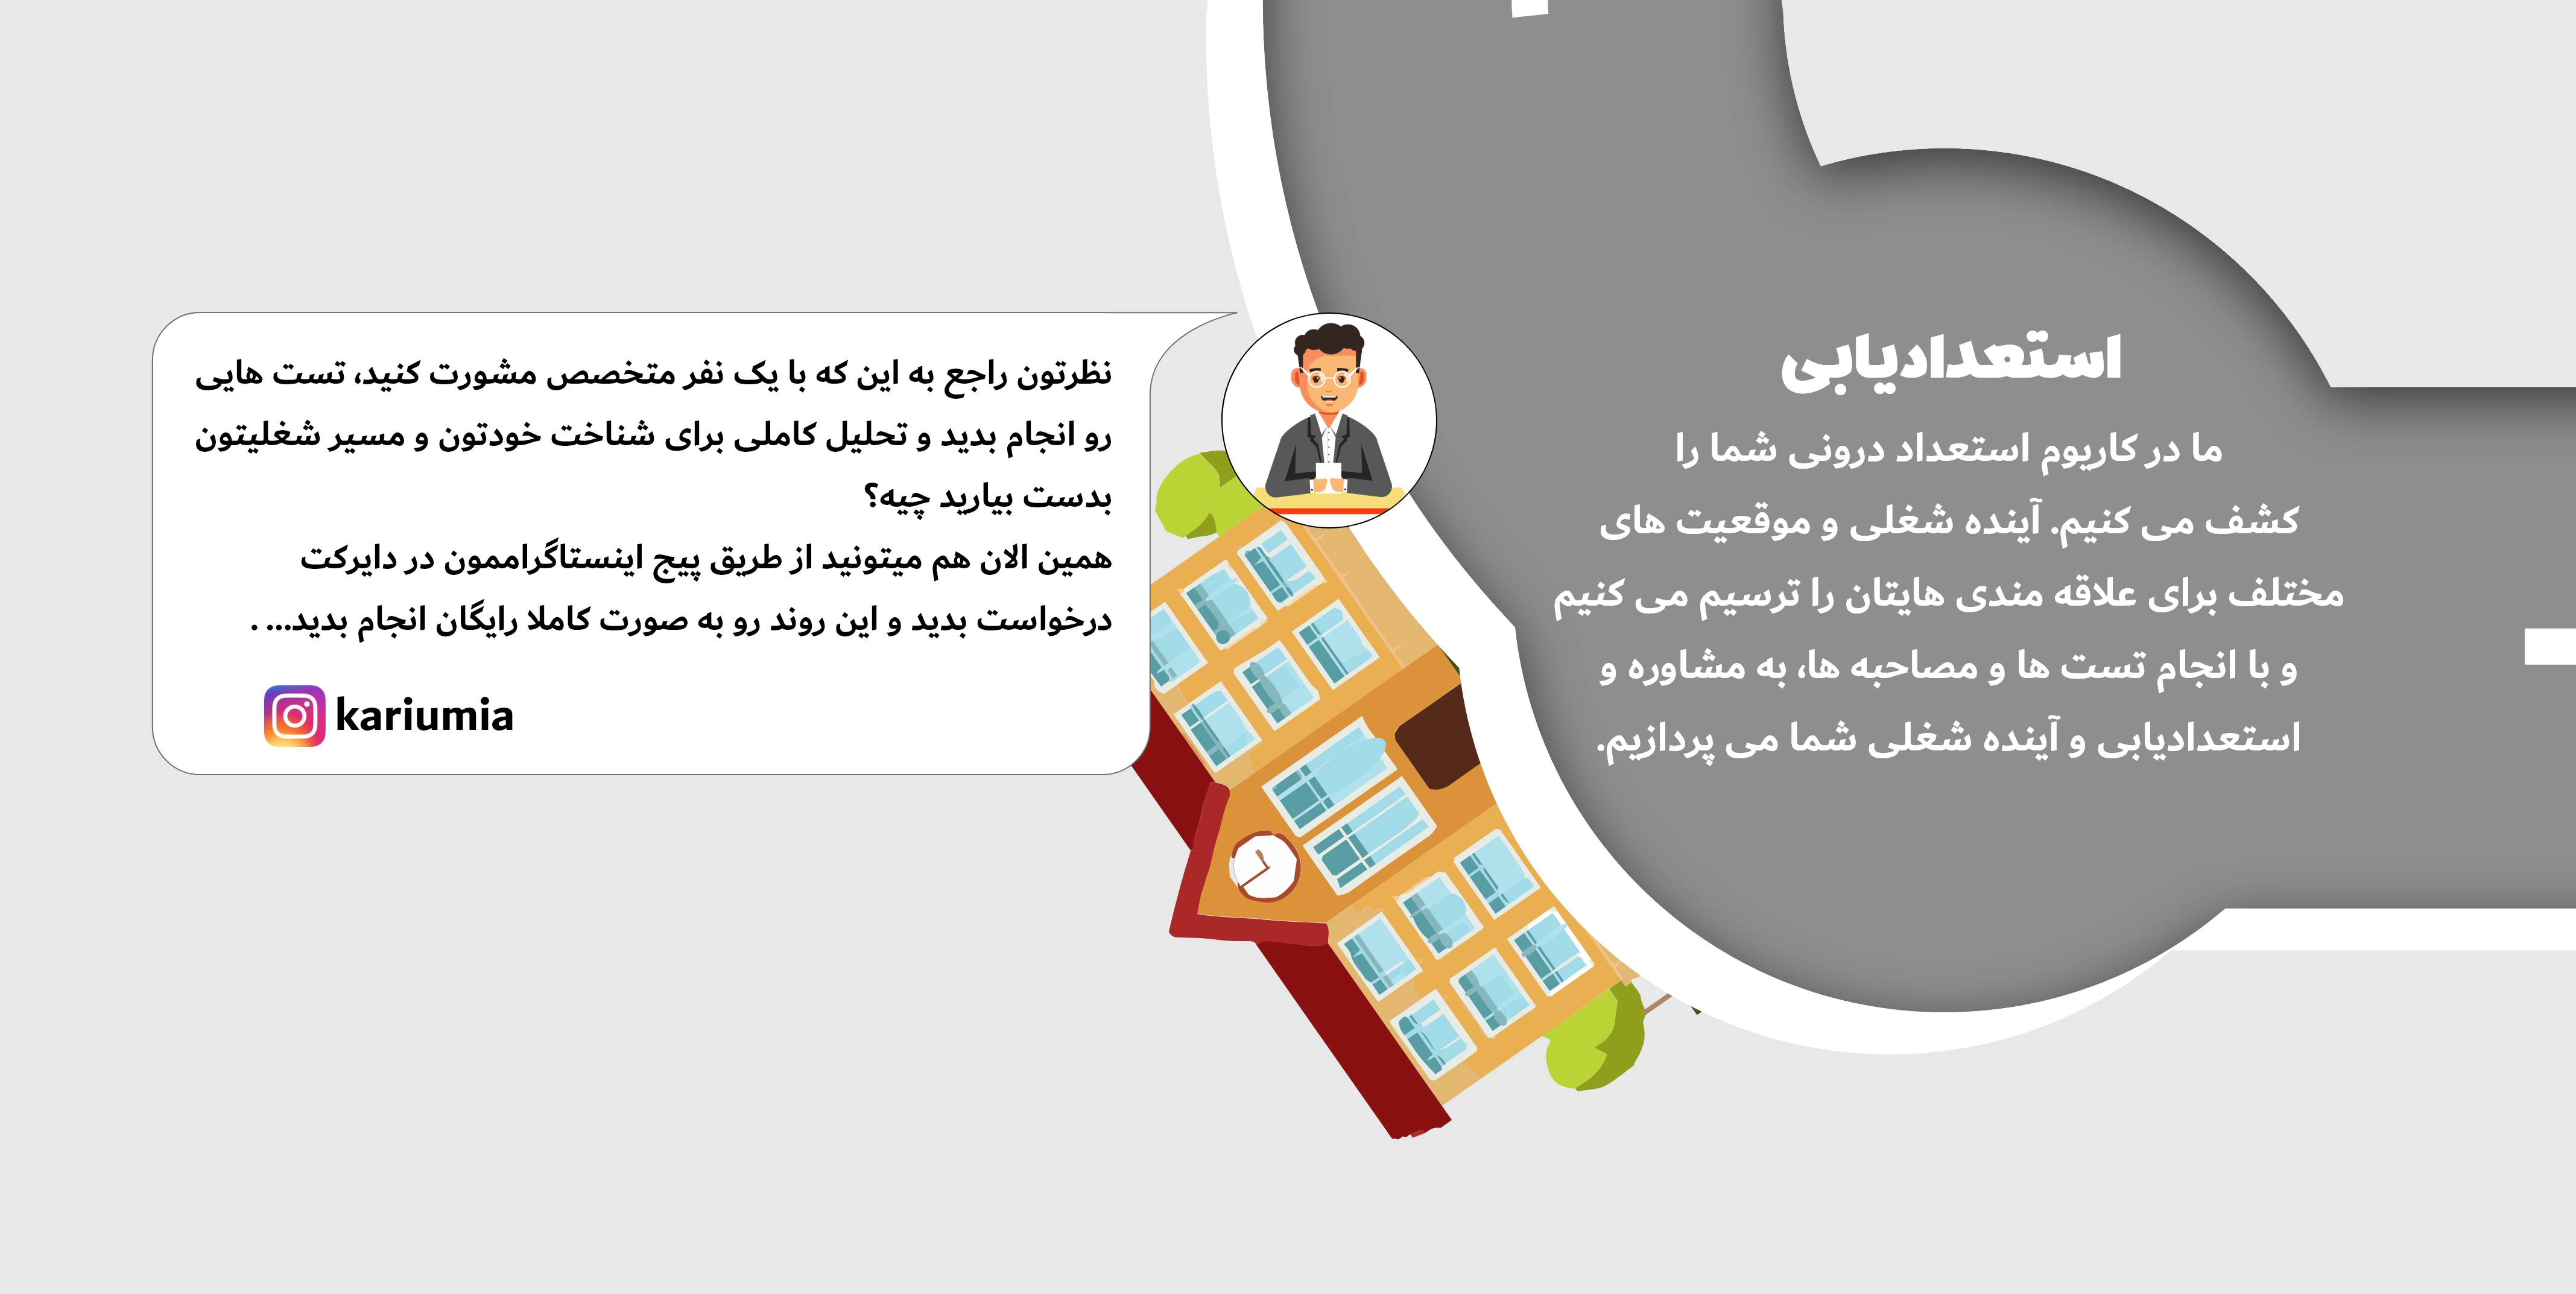 استعدادیابی
ما در کاریوم استعداد درونی شما را
کشف می کنیم. آینده شغلی و موقعیت های
مختلف برای علاقه مندی هایتان را ترسیم می کنیم
و با انجام تست ها و مصاحبه ها، به مشاوره و
استعدادیابی و آینده شغلی شما می پردازیم.
نظرتون راجع به این که با یک نفر متخصص مشورت کنید، تست هایی
رو انجام بدید و تحلیل کاملی برای شناخت خودتون و مسیر شغلیتون
بدست بیارید چیه؟
همین الان هم میتونید از طریق پیج اینستاگراممون در دایرکت
درخواست بدید و این روند رو به صورت کاملا رایگان انجام بدید... .
kariumia